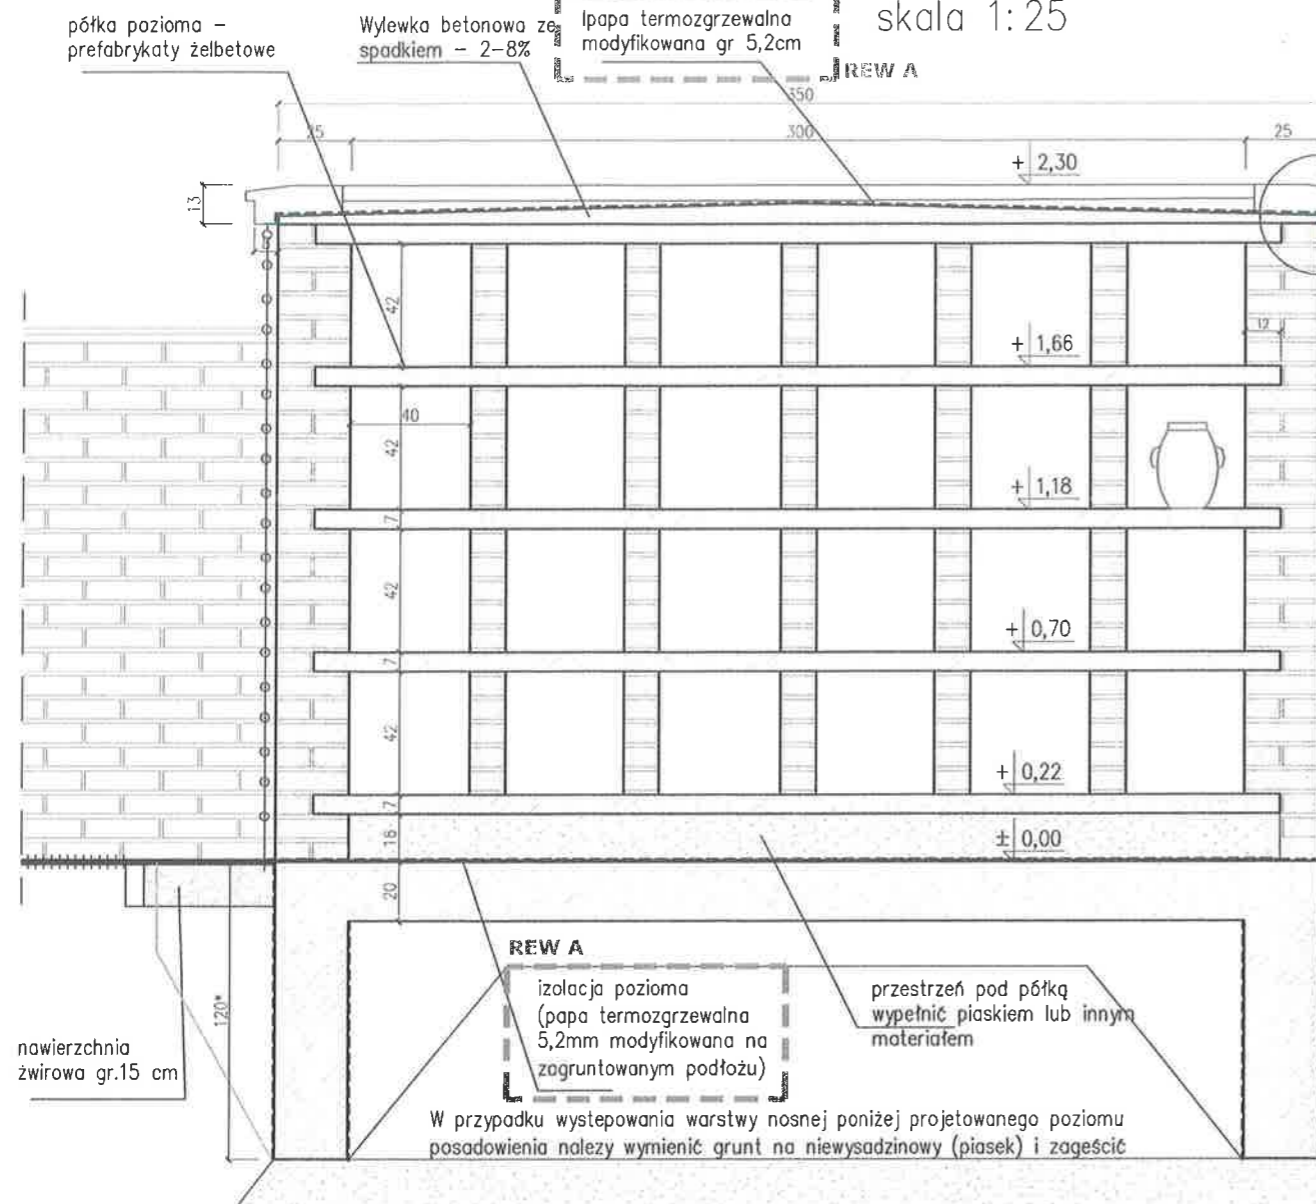 półka pozioma –
prefabrykaty żelbetowe
Wylewka betonowa ze
spadkiem – 2–8%
lpapa termozgrzewalna
modyfikowana gr 5,2cm
skala 1:25
REW A
350
25
300
25
+ 2,30
13
42
+ 1,66
12
40
42
+ 1,18
7
42
+ 0,70
7
42
+ 0,22
7
± 0,00
20
120*
REW A
izolacja pozioma
(papa termozgrzewalna
5,2mm modyfikowana na
zagruntowanym podłożu)
przestrzeń pod półką
wypełnić piaskiem lub innym
materiałem
nawierzchnia
żwirowa gr.15 cm
W przypadku wystepowania warstwy nosnej poniżej projetowanego poziomu
posadowienia nalezy wymienić grunt na niewysadzinowy (piasek) i zagęścić